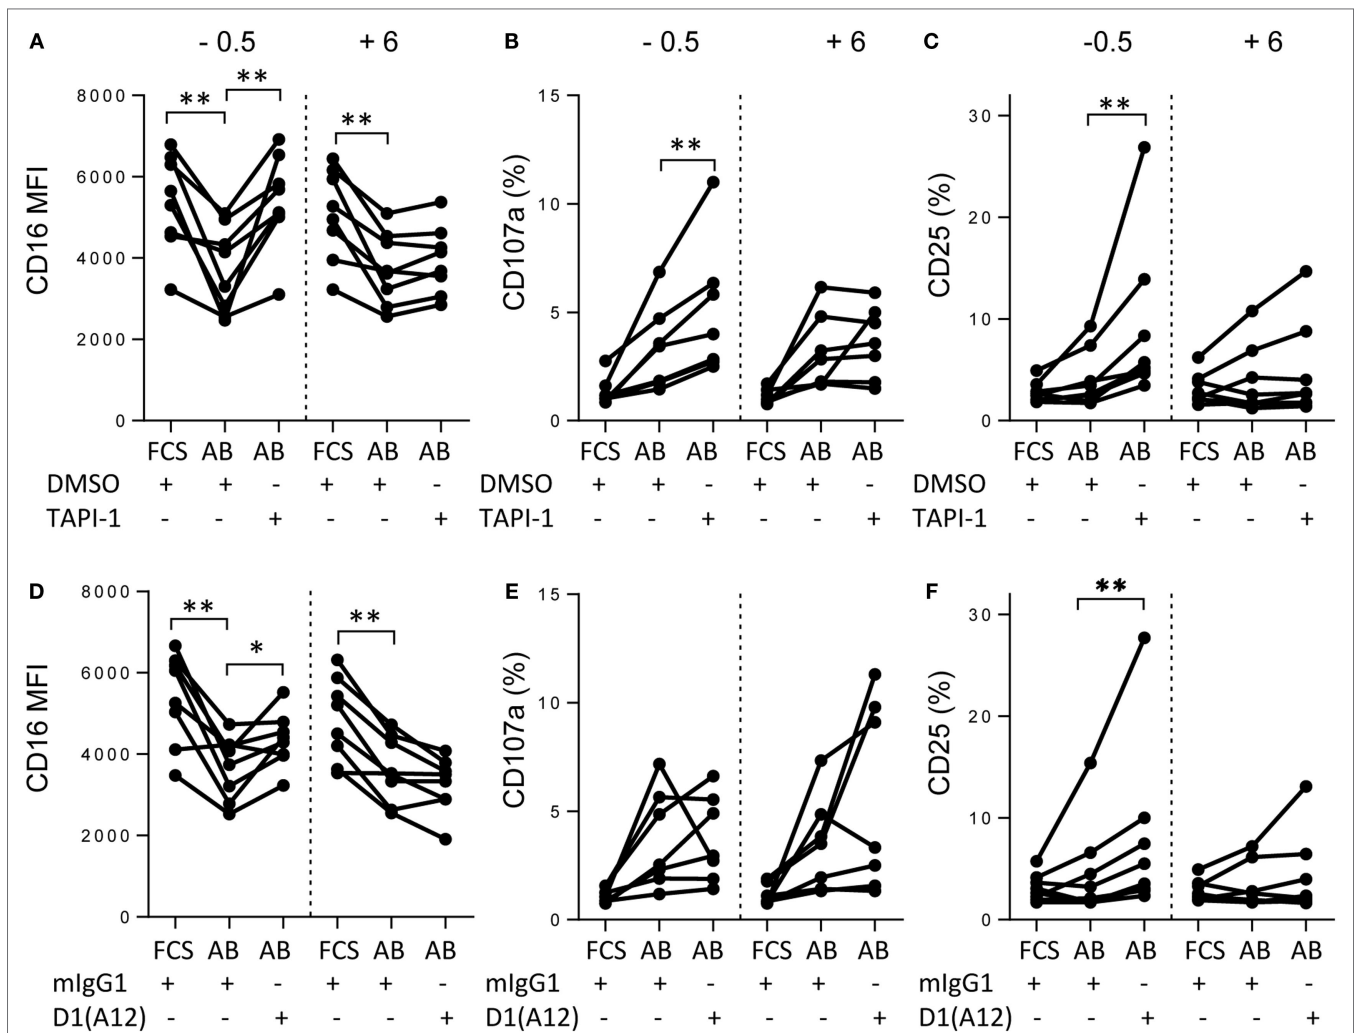 A - 0.5 + 6 B - 0.5 + 6 C -0.5 + 6
** ** **
8000
6000
4000
2000
0
CD16 MFI
FCS AB AB FCS AB AB
DMSO + + - + + -
TAPI-1 - - + - - +
**
15
10
5
0
CD107a (%)
FCS AB AB FCS AB AB
DMSO + + - + + -
TAPI-1 - - + - - +
**
30
20
10
0
CD25 (%)
FCS AB AB FCS AB AB
DMSO + + - + + -
TAPI-1 - - + - - +
D
** * **
8000
6000
4000
2000
0
CD16 MFI
FCS AB AB FCS AB AB
mIgG1 + + - + + -
D1(A12) - - + - - +
E
15
10
5
0
CD107a (%)
FCS AB AB FCS AB AB
mIgG1 + + - + + -
D1(A12) - - + - - +
F
**
30
20
10
0
CD25 (%)
FCS AB AB FCS AB AB
mIgG1 + + - + + -
D1(A12) - - + - - +